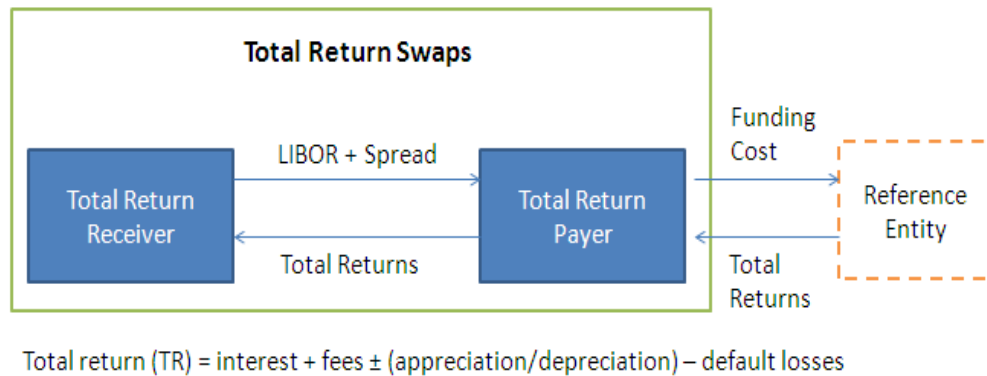 Total Return Swaps
Funding
Cost
LIBOR + Spread
Total Return
Receiver
Total Return
Payer
Reference
Entity
Total Returns
Total
Returns
Total return (TR) = interest + fees ± (appreciation/depreciation) – default losses